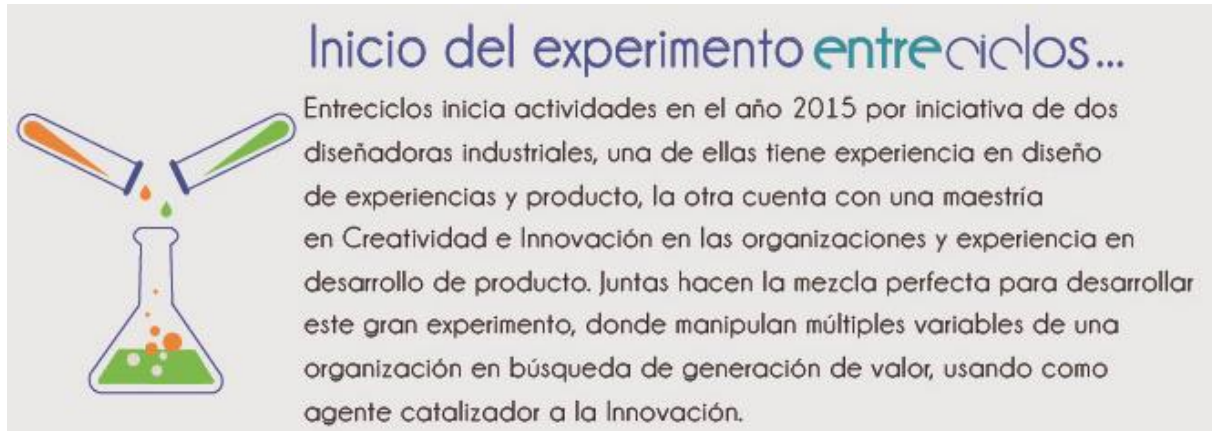 Inicio del experimento entreciclos...
Entreciclos inicia actividades en el año 2015 por iniciativa de dos
diseñadoras industriales, una de ellas tiene experiencia en diseño
de experiencias y producto, la otra cuenta con una maestría
en Creatividad e Innovación en las organizaciones y experiencia en
desarrollo de producto. Juntas hacen la mezcla perfecta para desarrollar
este gran experimento, donde manipulan múltiples variables de una
organización en búsqueda de generación de valor, usando como
agente catalizador a la Innovación.